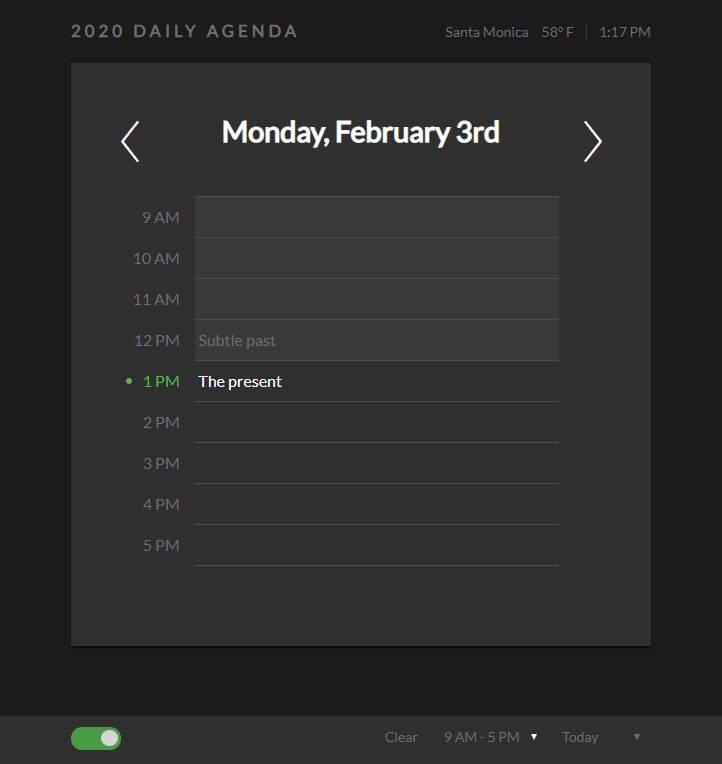 2020 DAILY AGENDA
Santa Monica 58° F 1:17 PM
Monday, February 3rd
9 AM
10 AM
11 AM
12 PM Subtle past
1 PM The present
2 PM
3 PM
4 PM
5 PM
Clear 9 AM - 5 PM Today